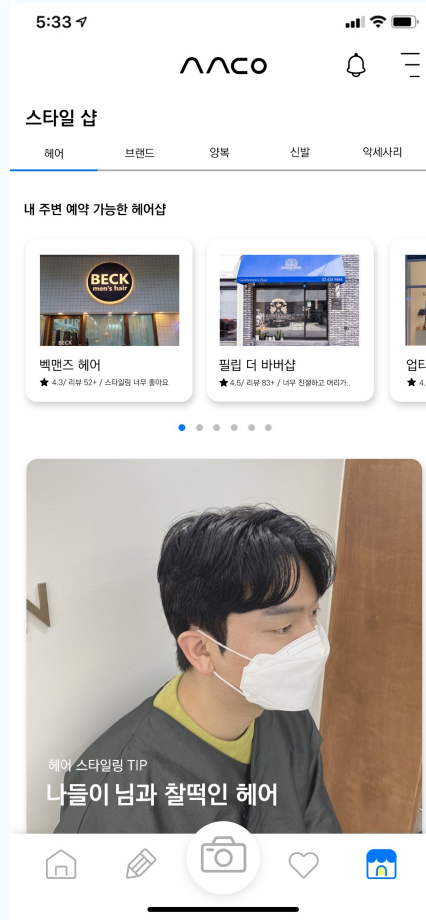 5:33
ΛΛCO
스타일 샵
헤어 브랜드 양복 신발 악세사리
내 주변 예약 가능한 헤어샵
BECK
men's hair
BECK
벡맨즈 헤어
★ 4.3/ 리뷰 52+ / 스타일링 너무 좋아요
필립 더 바버샵
★ 4.5/ 리뷰 83+ / 너무 친절하고 머리가..
업타
★ 4.
N
헤어 스타일링 TIP
나들이 님과 찰떡인 헤어